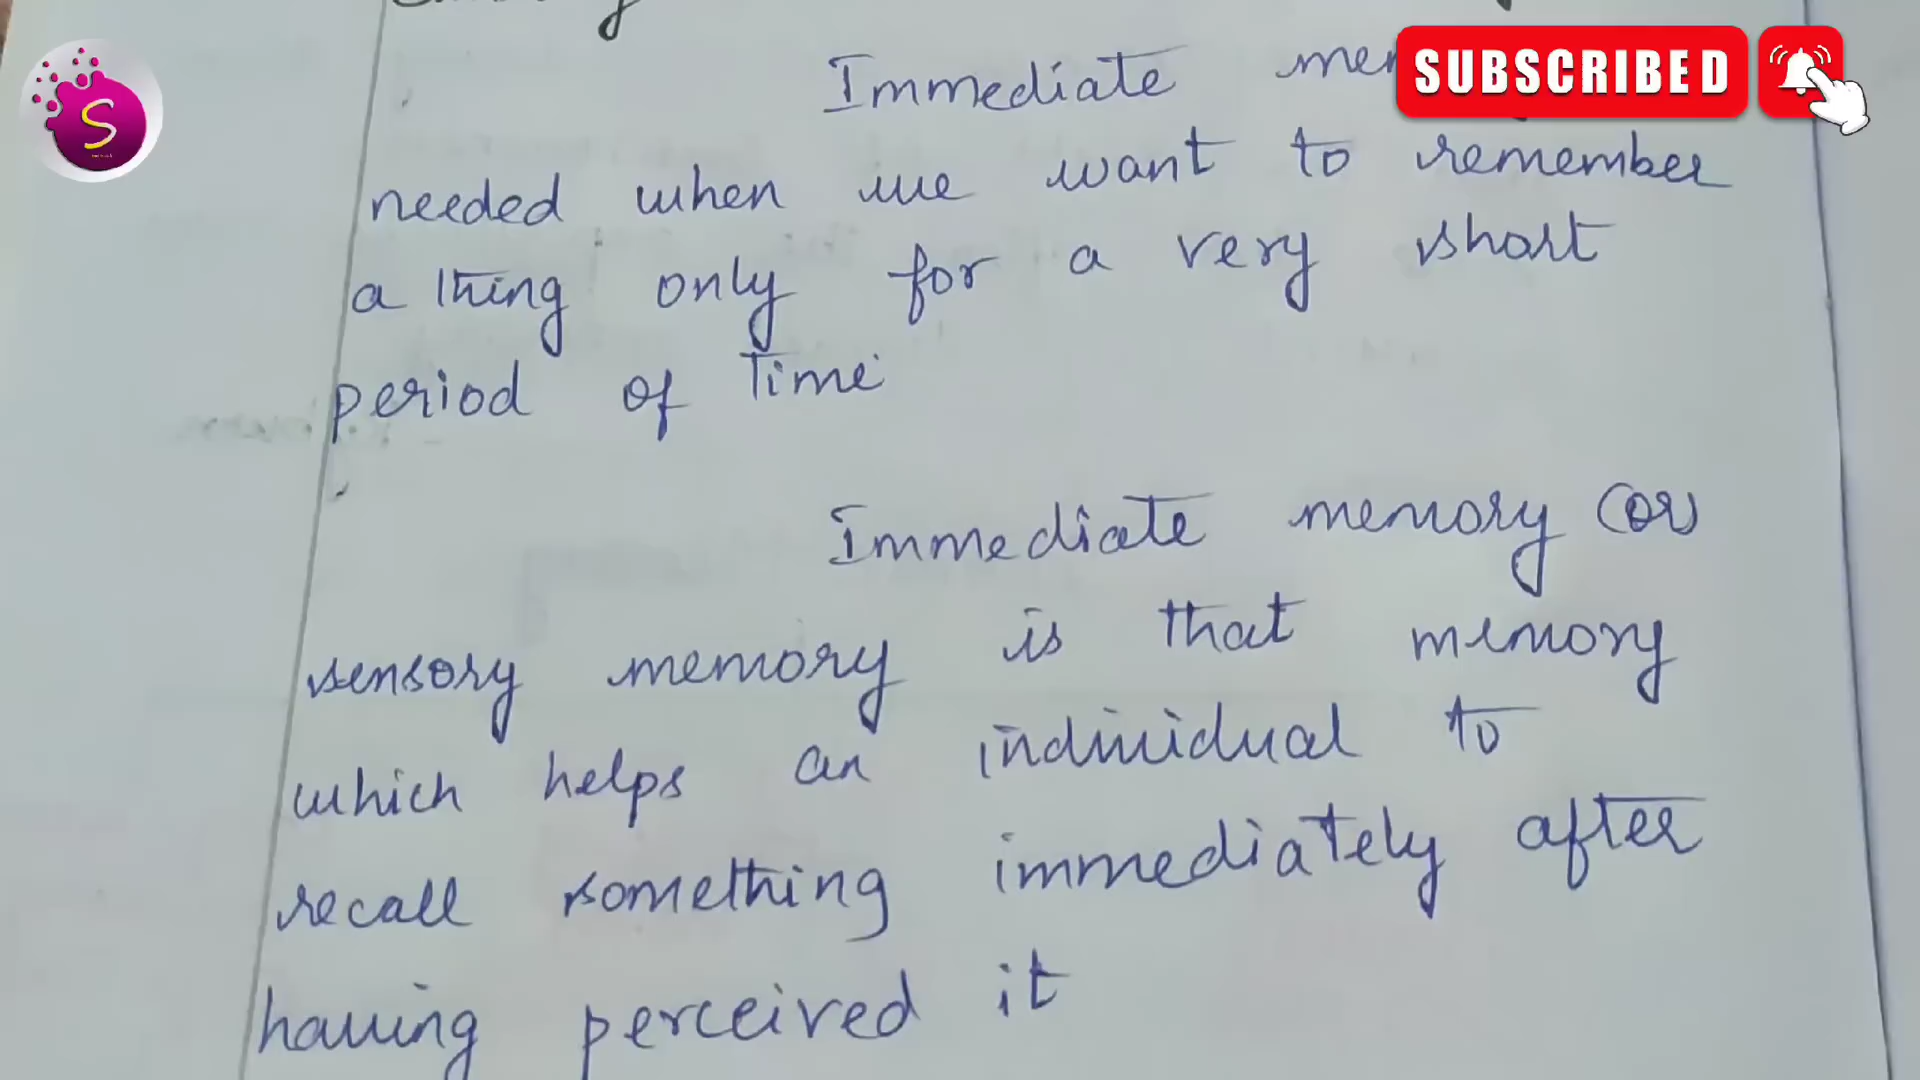 Immediate
SUBSCRIBED
needed when we want to remember
a thing only for a very short
period of time
Immediate memory (or)
sensory memory is that memory
which helps an individual to
recall something immediately after
having perceived it
S